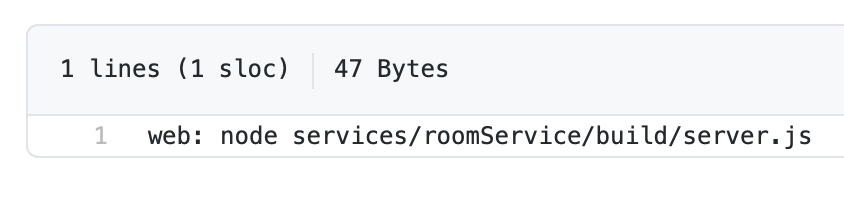 1 lines (1 sloc) 47 Bytes
1 web: node services/roomService/build/server.js